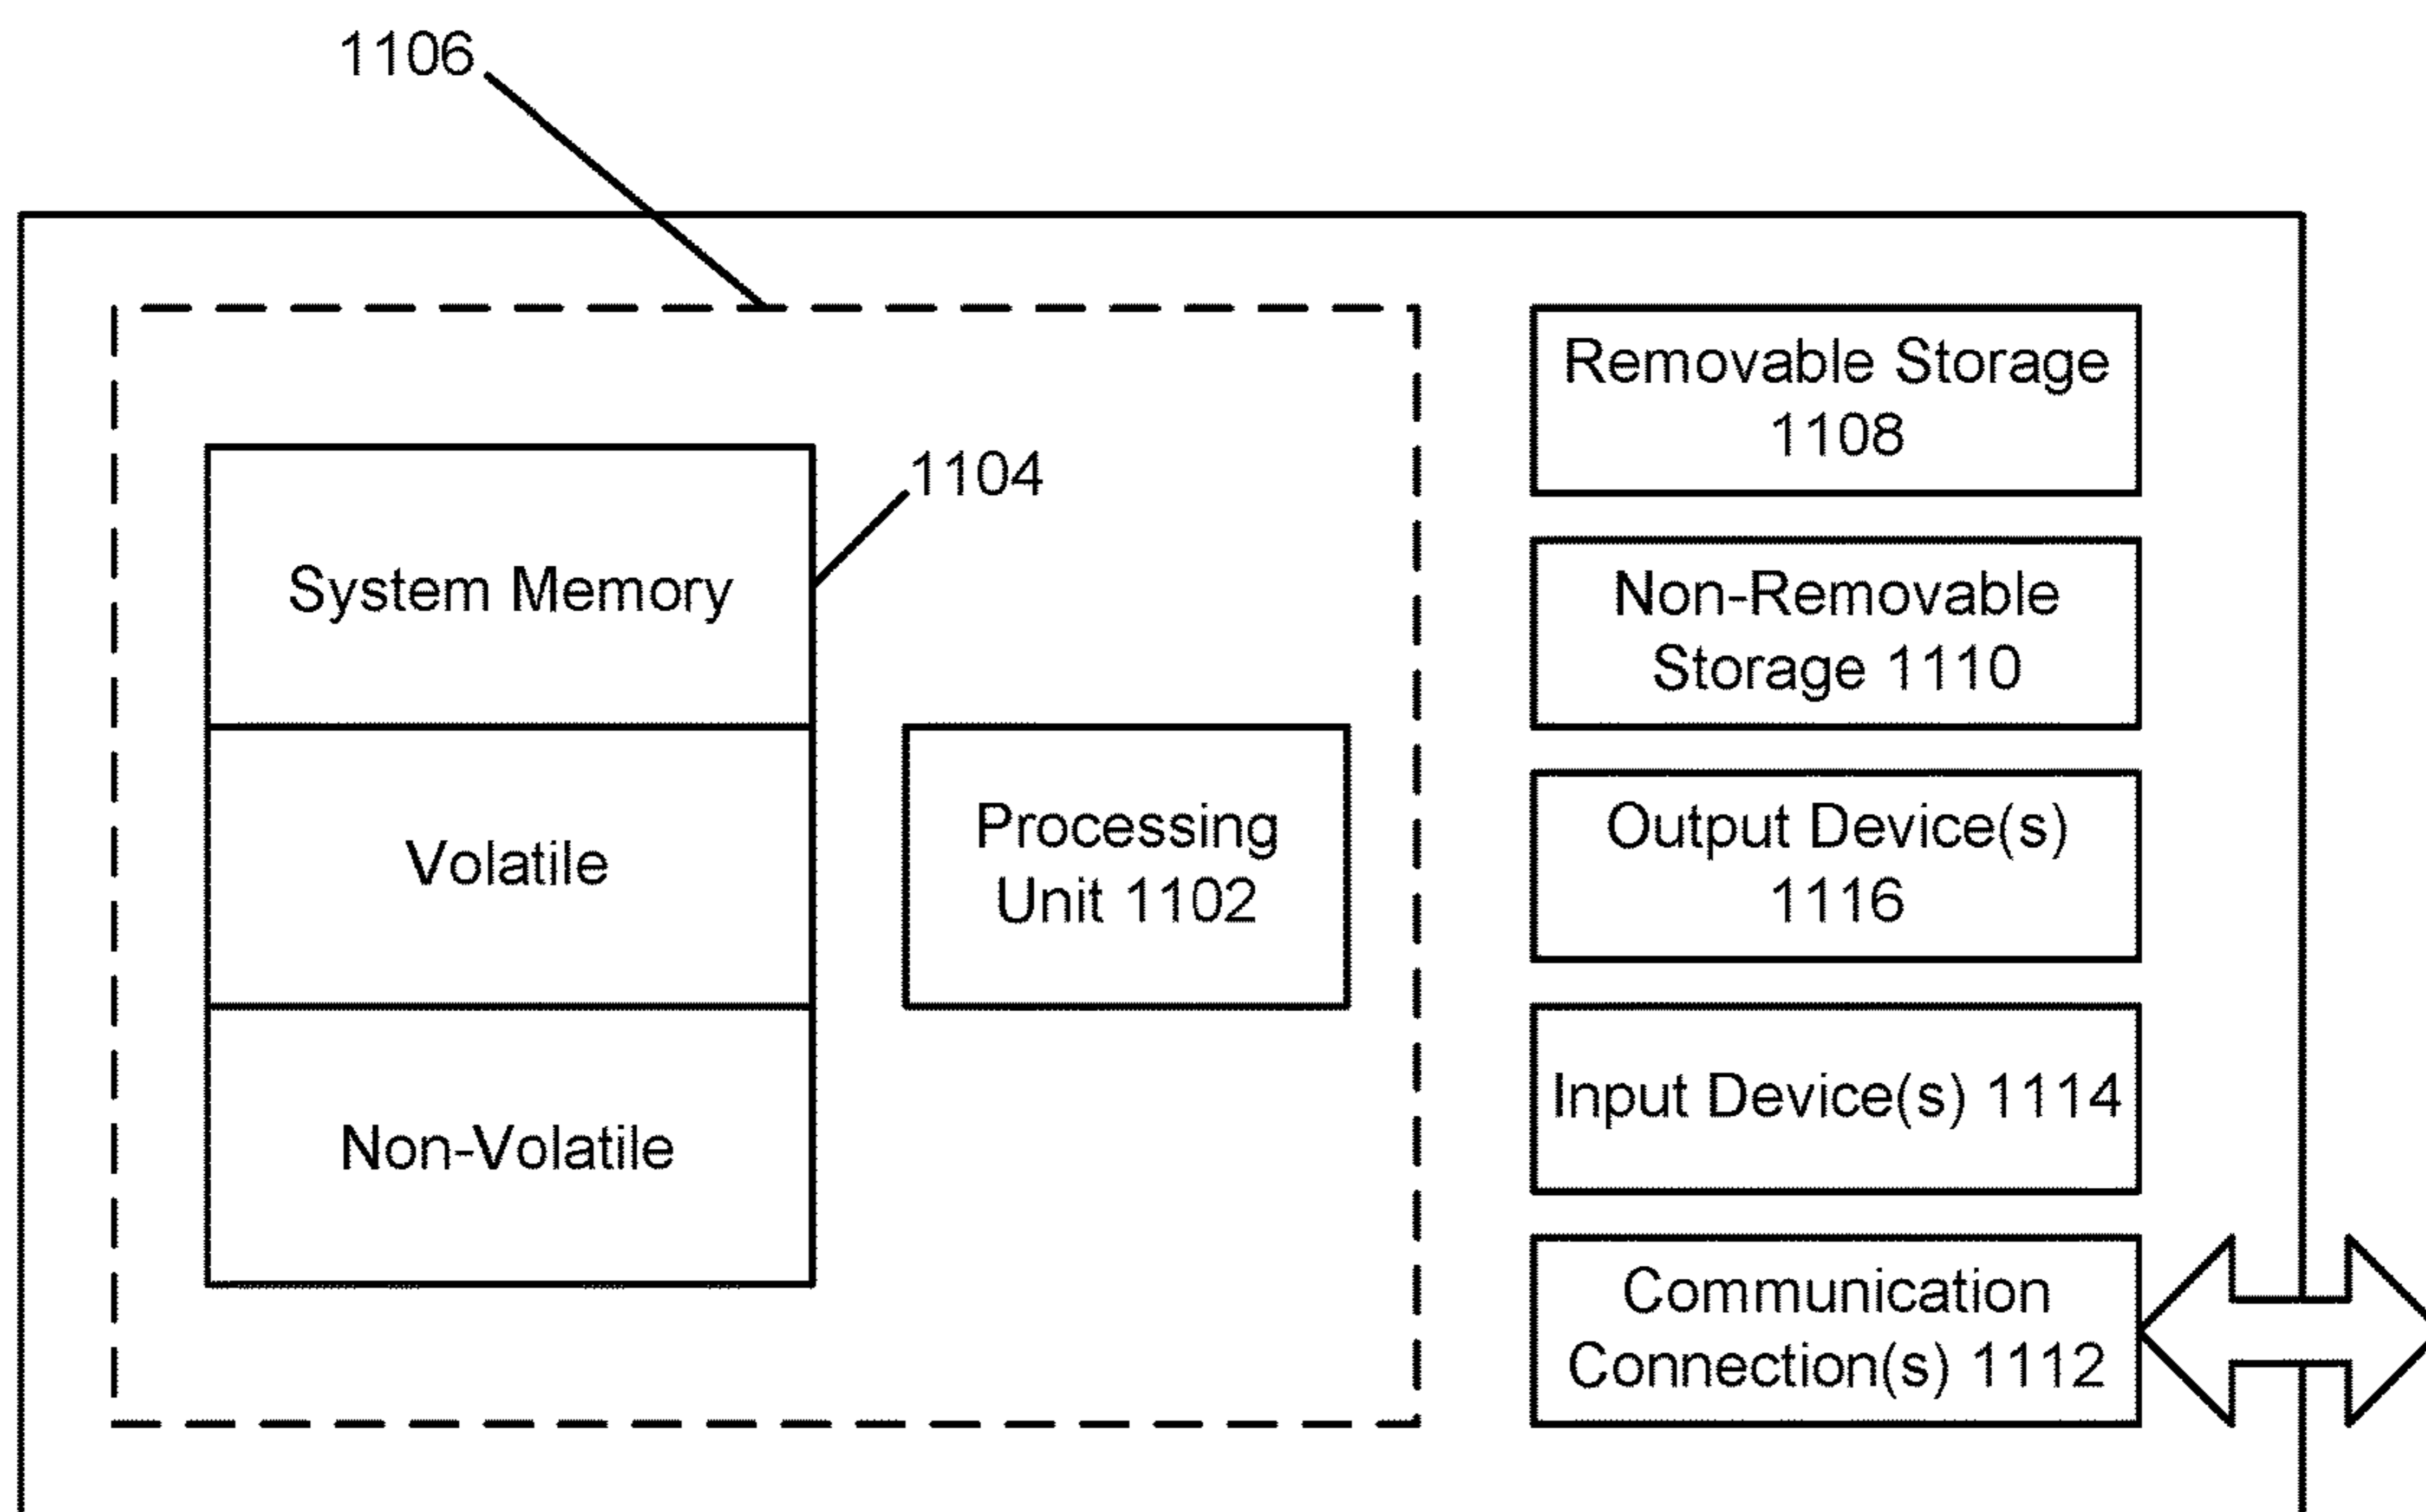 1106
1104
System Memory
Volatile
Non-Volatile
Processing
Unit 1102
Removable Storage
1108
Non-Removable
Storage 1110
Output Device(s)
1116
Input Device(s) 1114
Communication
Connection(s) 1112